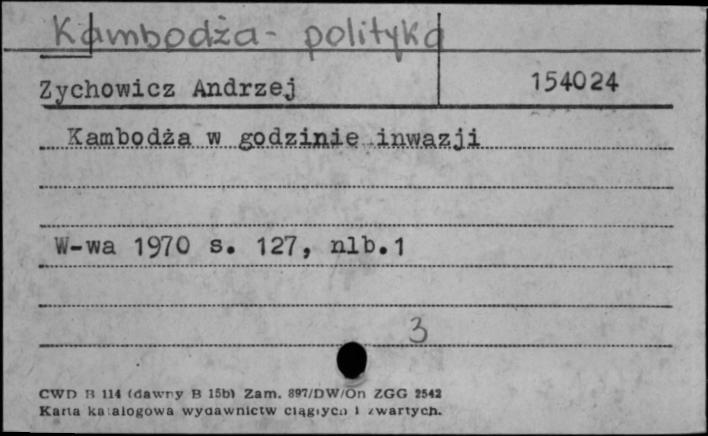 Kambodża - polityka
Zychowicz Andrzej 154024
Kambodża w godzinie inwazji
W-wa 1970 s. 127, nlb.1
3
CWD B 114 (dawny B 15b) Zam. 897/DW/On ZGG 2542
Karta katalogowa wydawnictw ciągłych i zwartych.